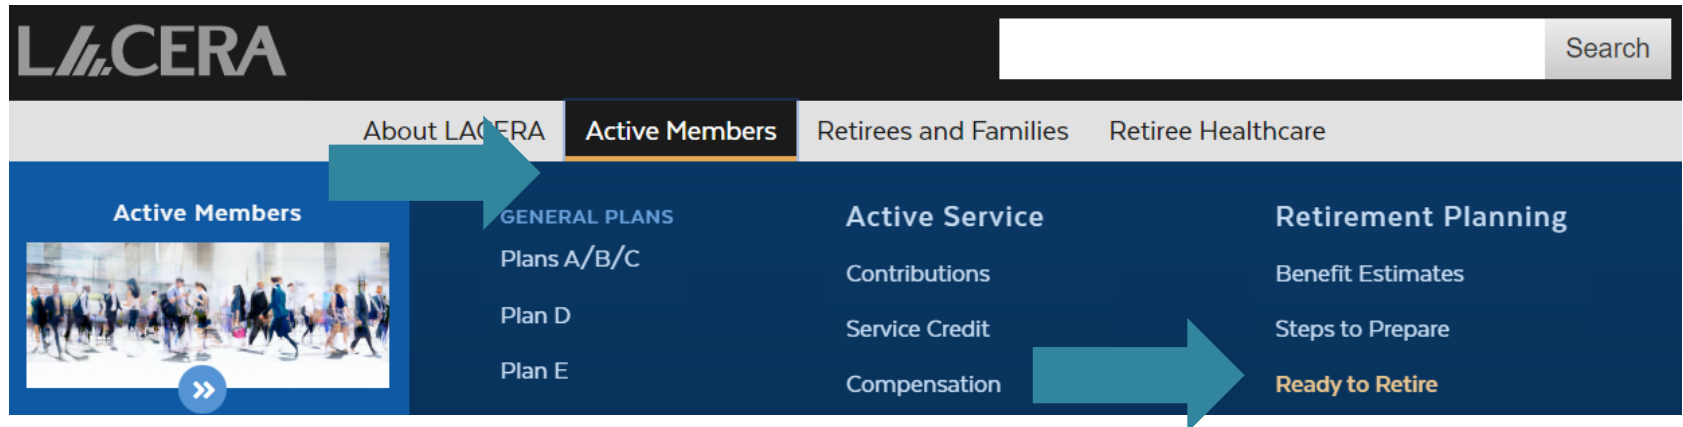 LACERA
Search
About LACERA Active Members Retirees and Families Retiree Healthcare
Active Members
GENERAL PLANS
Plans A/B/C
Plan D
Plan E
Active Service
Contributions
Service Credit
Compensation
Retirement Planning
Benefit Estimates
Steps to Prepare
Ready to Retire